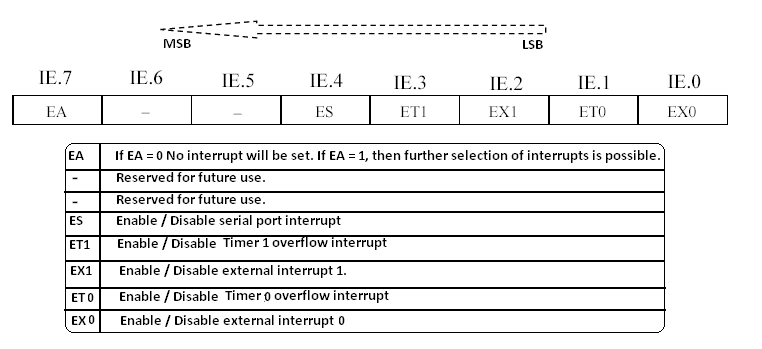 MSB LSB
IE.7 IE.6 IE.5 IE.4 IE.3 IE.2 IE.1 IE.0
EA – – ES ET1 EX1 ET0 EX0
EA If EA = 0 No interrupt will be set. If EA = 1, then further selection of interrupts is possible.
- Reserved for future use.
- Reserved for future use.
ES Enable / Disable serial port interrupt
ET1 Enable / Disable Timer 1 overflow interrupt
EX1 Enable / Disable external interrupt 1.
ET 0 Enable / Disable Timer 0 overflow interrupt
EX 0 Enable / Disable external interrupt 0